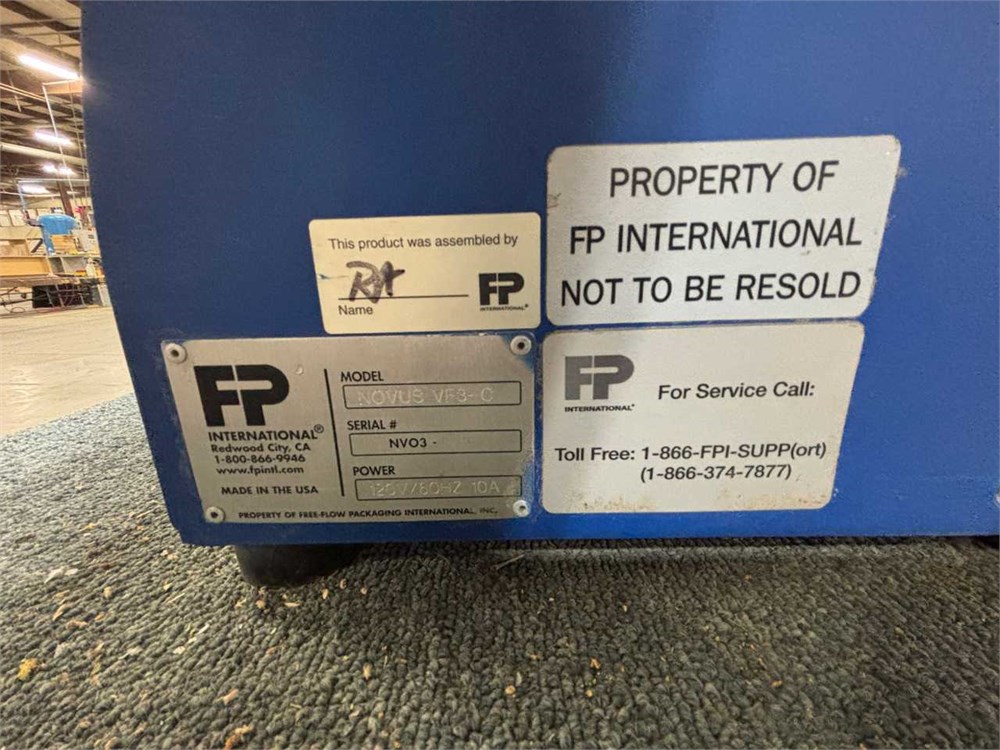 PROPERTY OF
FP INTERNATIONAL
NOT TO BE RESOLD
This product was assembled by
Name
FP
INTERNATIONAL®
FP
INTERNATIONAL®
Redwood City, CA
1-800-866-9946
www.fpintl.com
MADE IN THE USA
MODEL
NOVUS VF3-C
SERIAL #
NV03 -
POWER
125V/60HZ 10A
PROPERTY OF FREE-FLOW PACKAGING INTERNATIONAL, INC.
FP
INTERNATIONAL®
For Service Call:
Toll Free: 1-866-FPI-SUPP(ort)
(1-866-374-7877)